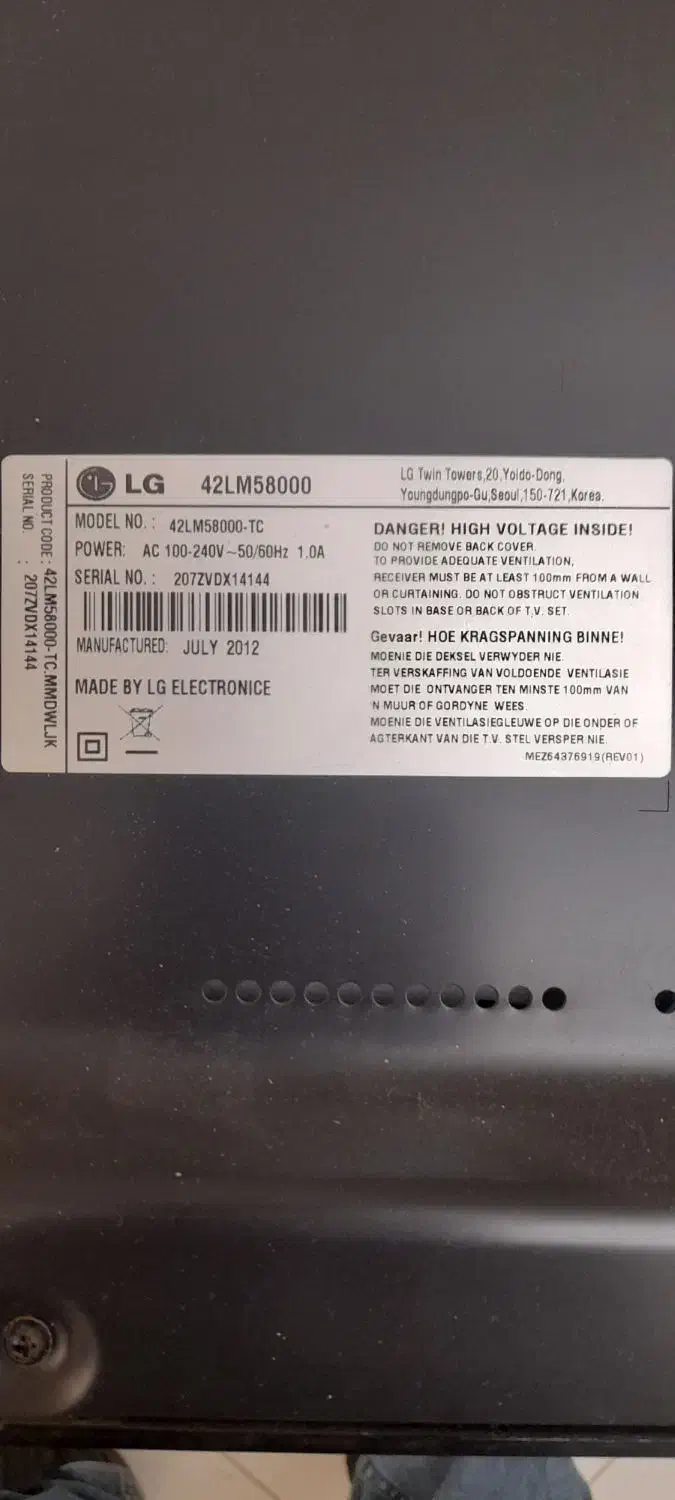 LG 42LM58000
LG Twin Towers,20,Yoido-Dong,
Youngdungpo-Gu,Seoul,150-721,Korea.
MODEL NO. : 42LM58000-TC
POWER: AC 100-240V~50/60Hz 1.0A
SERIAL NO. : 207ZVDX14144
MANUFACTURED: JULY 2012
MADE BY LG ELECTRONICE
DANGER! HIGH VOLTAGE INSIDE!
DO NOT REMOVE BACK COVER.
TO PROVIDE ADEQUATE VENTILATION,
RECEIVER MUST BE AT LEAST 100mm FROM A WALL
OR CURTAINING. DO NOT OBSTRUCT VENTILATION
SLOTS IN BASE OR BACK OF T,V. SET.
Gevaar! HOE KRAGSPANNING BINNE!
MOENIE DIE DEKSEL VERWYDER NIE.
TER VERSKAFFING VAN VOLDOENDE VENTILASIE
MOET DIE ONTVANGER TEN MINSTE 100mm VAN
'N MUUR OF GORDYNE WEES.
MOENIE DIE VENTILASIEGLEUWE OP DIE ONDER OF
AGTERKANT VAN DIE T.V. STEL VERSPER NIE.
MEZ64376919(REV01)
PRODUCT CODE : 42LM58000-TC.MMDWLJK
SERIAL NO. : 207ZVDX14144